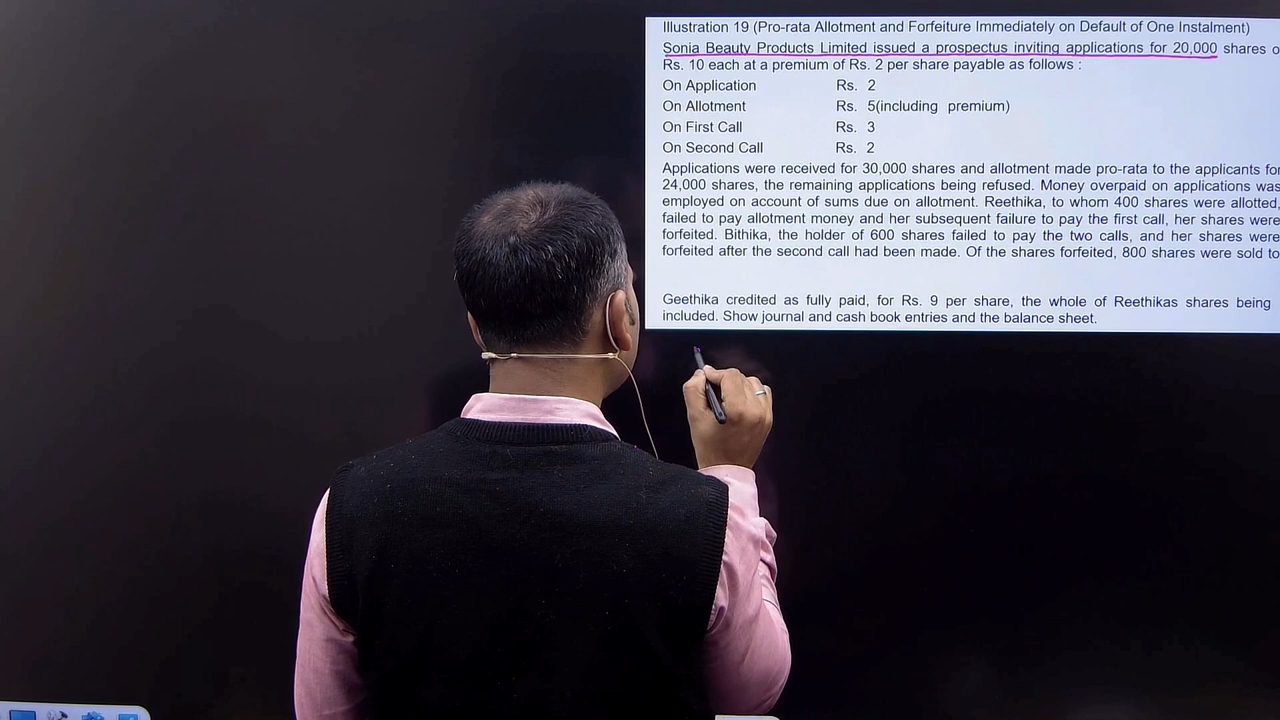 Illustration 19 (Pro-rata Allotment and Forfeiture Immediately on Default of One Instalment)
Sonia Beauty Products Limited issued a prospectus inviting applications for 20,000 shares o
Rs. 10 each at a premium of Rs. 2 per share payable as follows :
On Application Rs. 2
On Allotment Rs. 5(including premium)
On First Call Rs. 3
On Second Call Rs. 2
Applications were received for 30,000 shares and allotment made pro-rata to the applicants for
24,000 shares, the remaining applications being refused. Money overpaid on applications was
employed on account of sums due on allotment. Reethika, to whom 400 shares were allotted,
failed to pay allotment money and her subsequent failure to pay the first call, her shares were
forfeited. Bithika, the holder of 600 shares failed to pay the two calls, and her shares were
forfeited after the second call had been made. Of the shares forfeited, 800 shares were sold to
Geethika credited as fully paid, for Rs. 9 per share, the whole of Reethikas shares being
included. Show journal and cash book entries and the balance sheet.